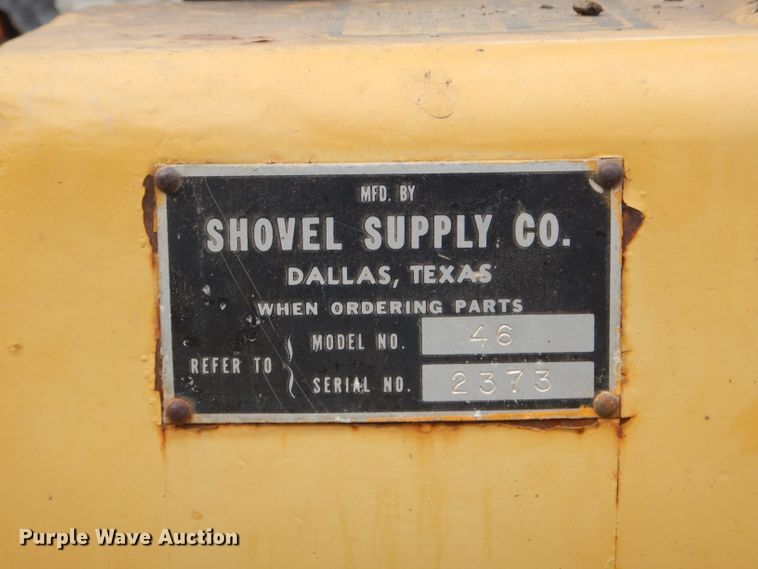 MFD. BY
SHOVEL SUPPLY CO.
DALLAS, TEXAS
WHEN ORDERING PARTS
REFER TO
MODEL NO. 46
SERIAL NO. 2373
Purple Wave Auction